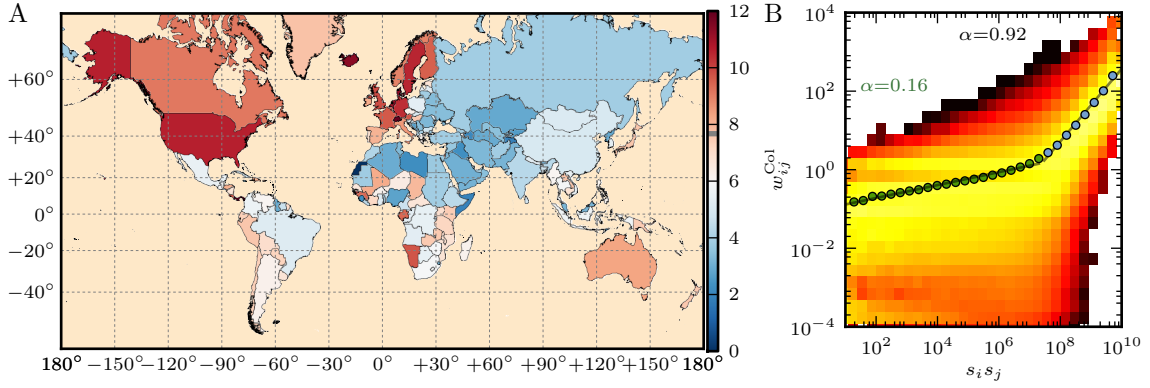 A
B
+60°
+40°
+20°
0°
−20°
−40°
180° −150° −120° −90° −60° −30° 0° +30° +60° +90° +120° +150° 180°
12
10
8
6
4
2
0
α=0.92
α=0.16
w_{ij}^{Col}
10^4
10^2
10^0
10^{-2}
10^{-4}
10^2 10^4 10^6 10^8 10^{10}
s_i s_j